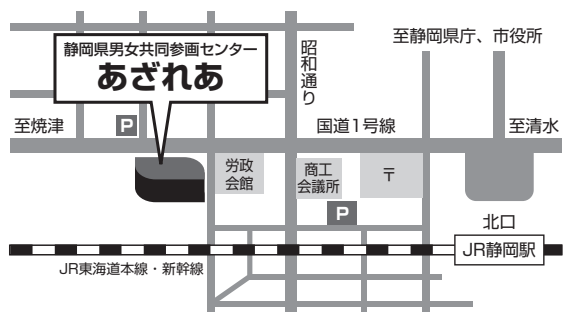 静岡県男女共同参画センター
あざれあ
昭和通り
至静岡県庁、市役所
至焼津
P
国道1号線
至清水
労政
会館
商工
会議所
〒
P
北口
JR静岡駅
JR東海道本線・新幹線